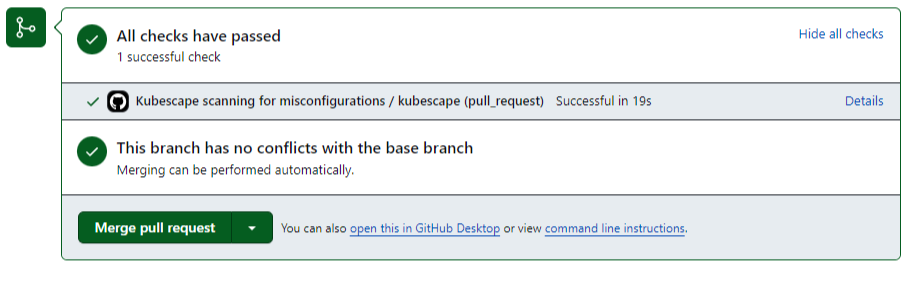 All checks have passed
Hide all checks
1 successful check
Kubescape scanning for misconfigurations / kubescape (pull_request) Successful in 19s Details
This branch has no conflicts with the base branch
Merging can be performed automatically.
Merge pull request You can also open this in GitHub Desktop or view command line instructions.